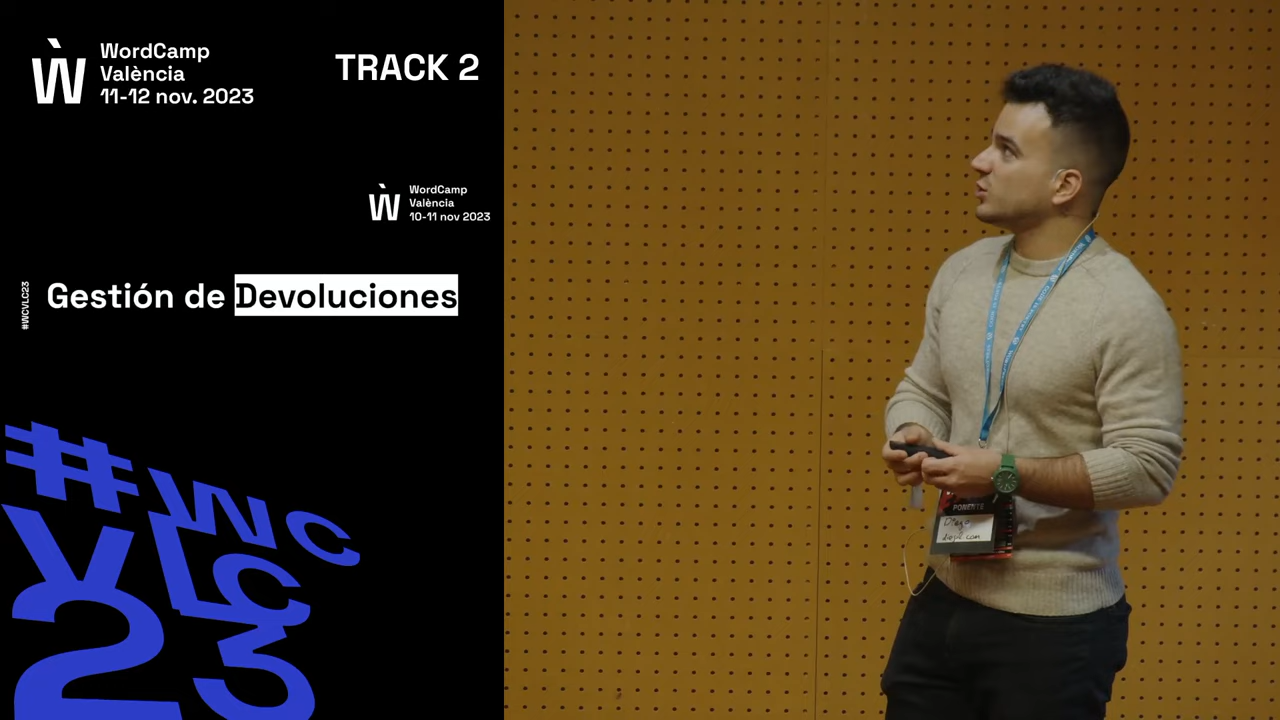 WordCamp
València
11-12 nov. 2023
TRACK 2
WordCamp
València
10-11 nov 2023
#WCVLC23
Gestión de Devoluciones
#WC
VLC
23
PONENTE
Diego